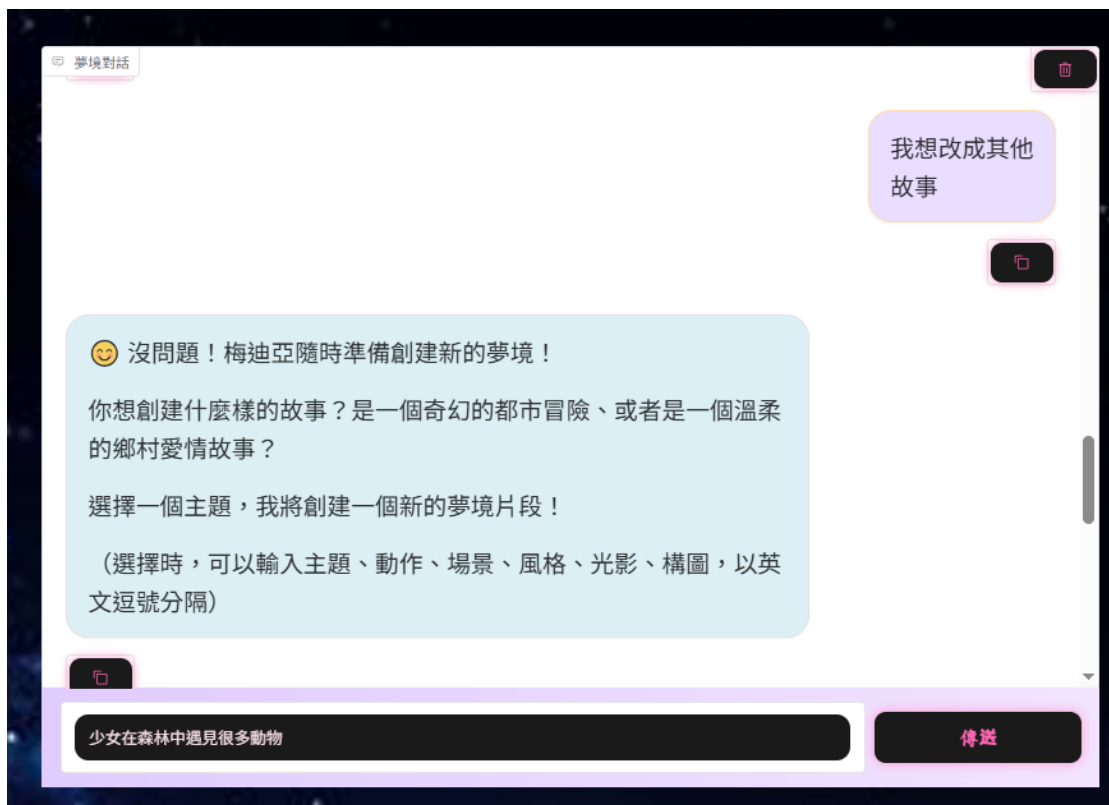 夢境對話
我想改成其他
故事
😊 沒問題！梅迪亞隨時準備創建新的夢境！
你想創建什麼樣的故事？是一個奇幻的都市冒險、或者是一個溫柔
的鄉村愛情故事？
選擇一個主題，我將創建一個新的夢境片段！
（選擇時，可以輸入主題、動作、場景、風格、光影、構圖，以英
文逗號分隔）
少女在森林中遇見很多動物
傳送